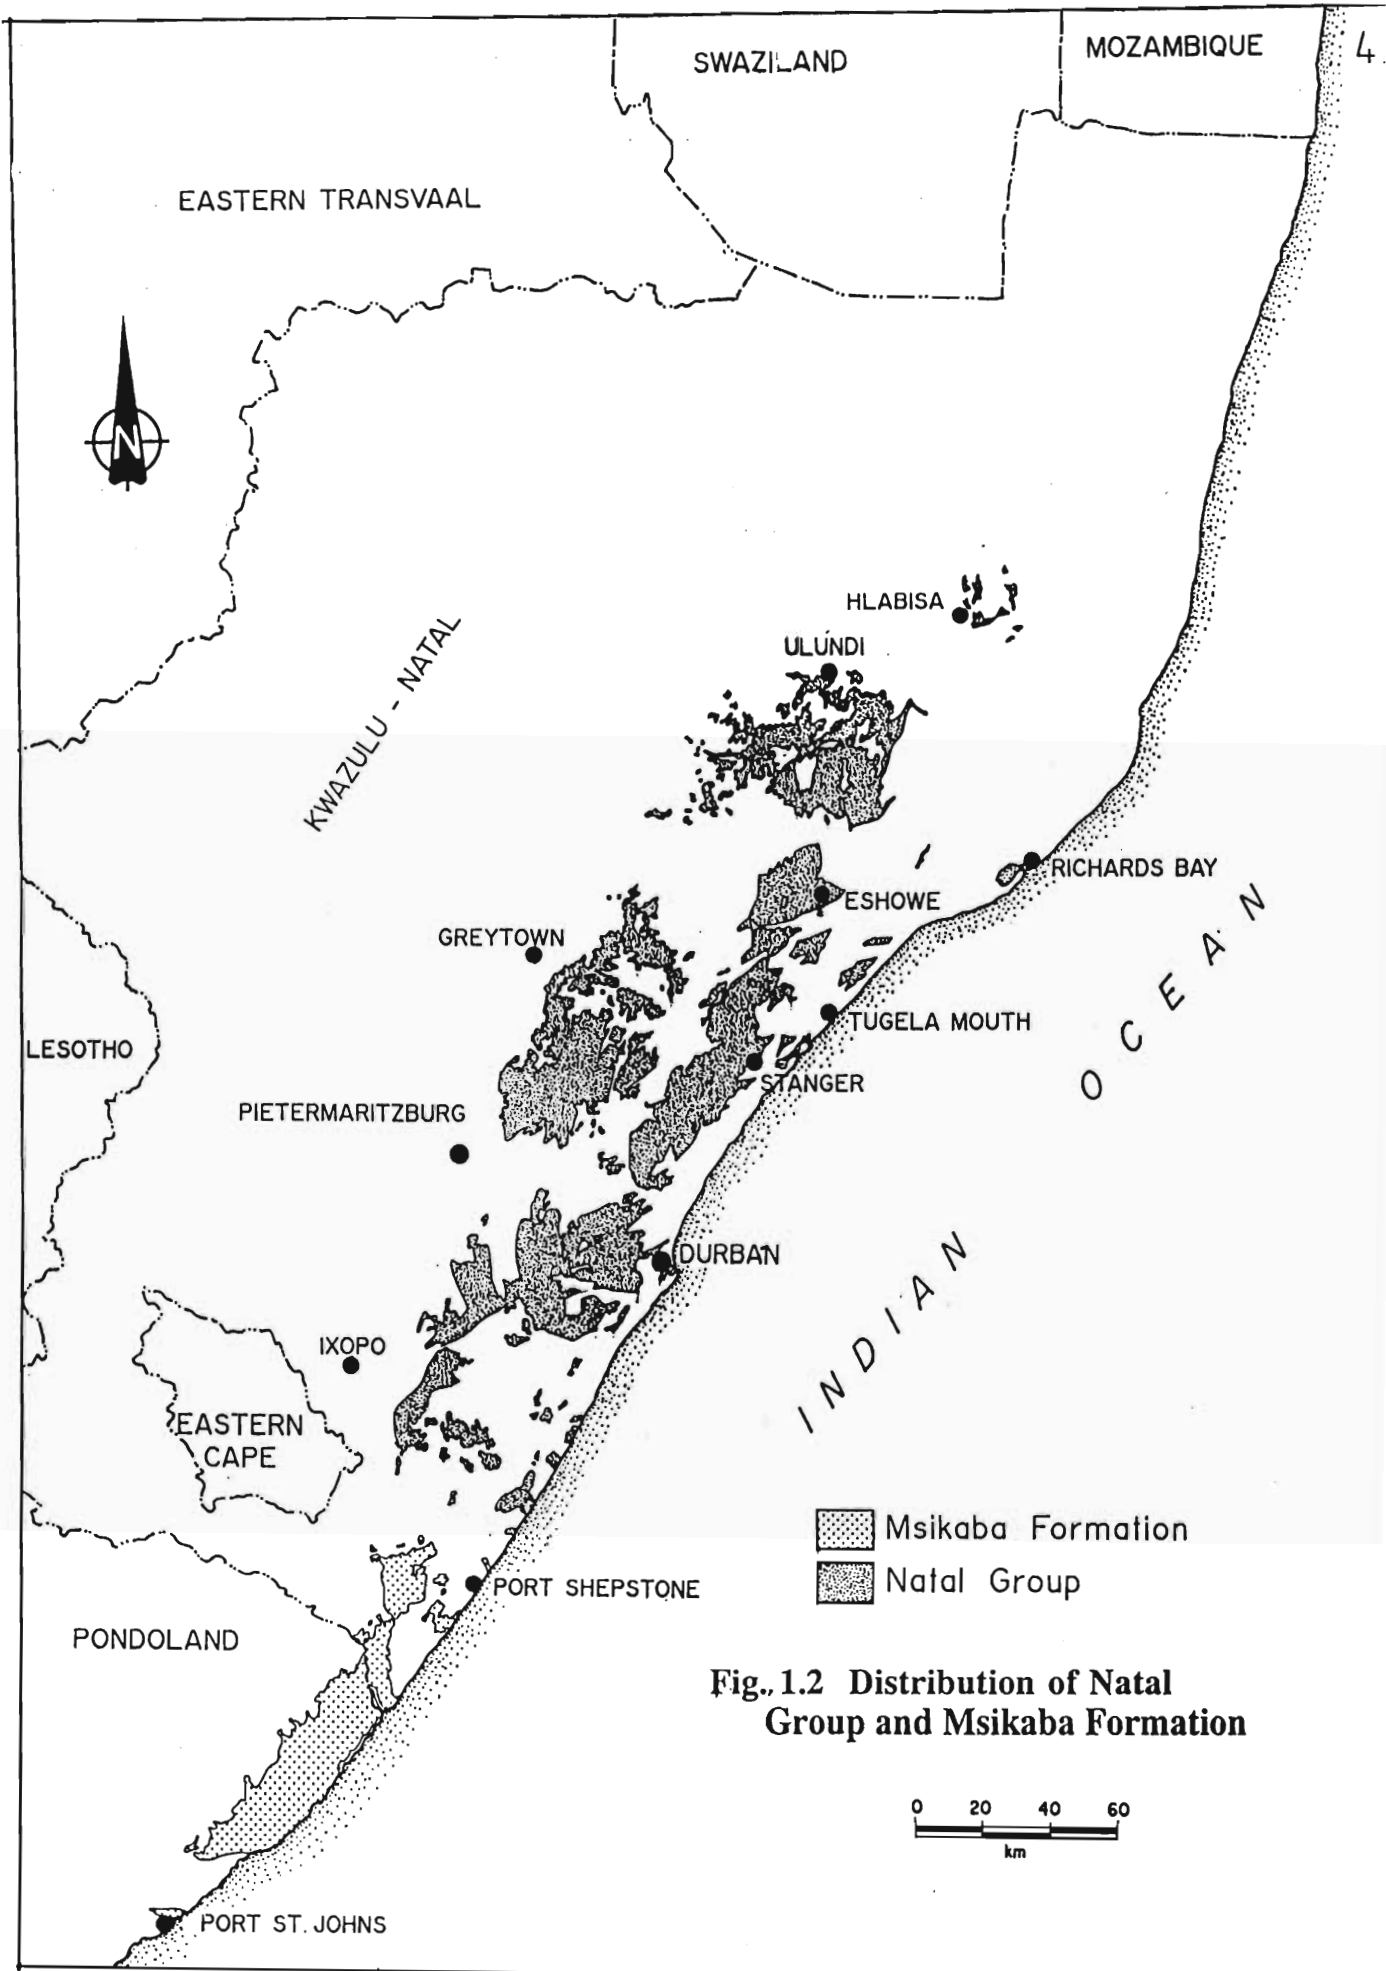 SWAZILAND
MOZAMBIQUE
4.
EASTERN TRANSVAAL
N
HLABISA
ULUNDI
KWAZULU - NATAL
RICHARDS BAY
ESHOWE
GREYTOWN
TUGELA MOUTH
LESOTHO
STANGER
PIETERMARITZBURG
INDIAN OCEAN
DURBAN
IXOPO
EASTERN
CAPE
Msikaba Formation
Natal Group
PORT SHEPSTONE
PONDOLAND
Fig. 1.2 Distribution of Natal
Group and Msikaba Formation
0 20 40 60
km
PORT ST. JOHNS